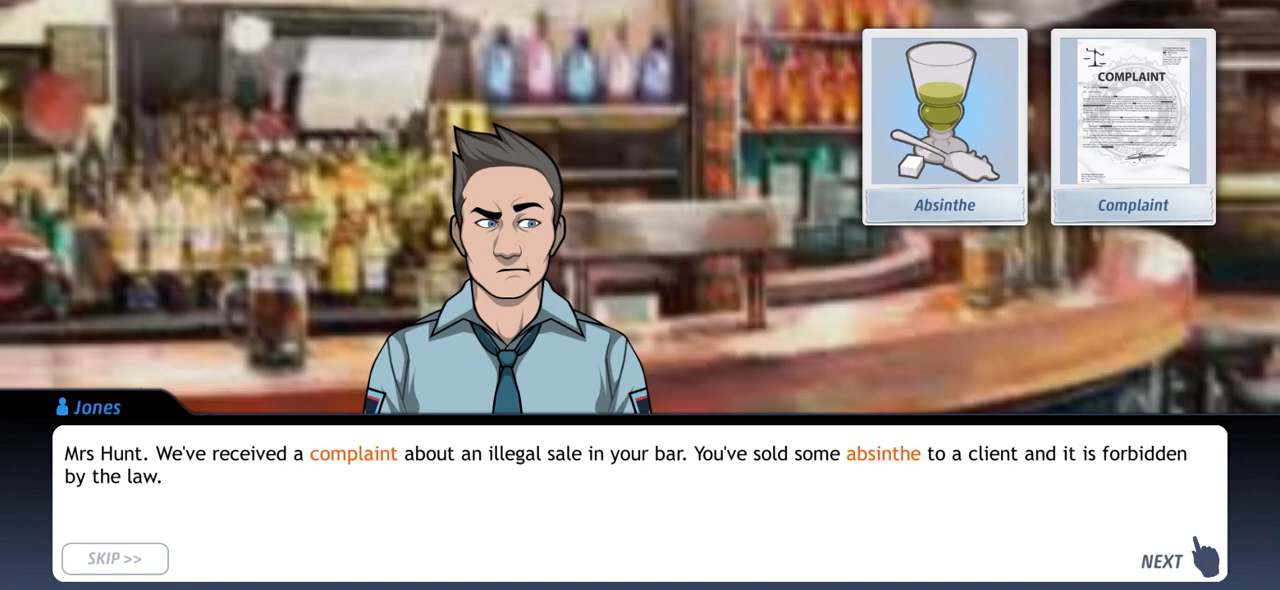 COMPLAINT
Absinthe
Complaint
Jones
Mrs Hunt. We've received a complaint about an illegal sale in your bar. You've sold some absinthe to a client and it is forbidden
by the law.
SKIP >>
NEXT